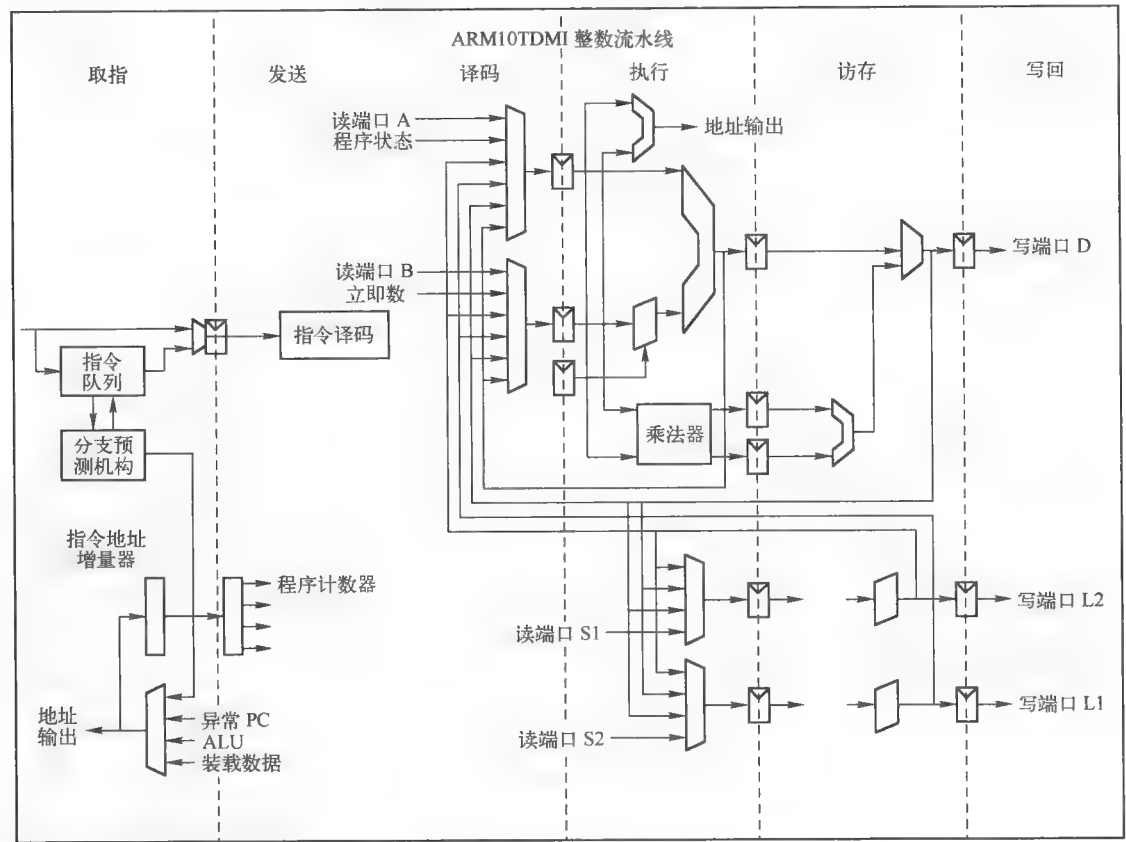 ARM10TDMI 整数流水线
取指
发送
译码
执行
访存
写回
读端口 A
程序状态
地址输出
读端口 B
立即数
写端口 D
指令译码
指令
队列
分支预
测机构
乘法器
指令地址
增量器
程序计数器
读端口 S1
写端口 L2
读端口 S2
写端口 L1
地址
输出
异常 PC
ALU
装载数据